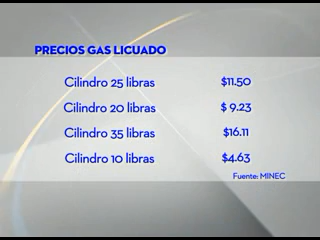 PRECIOS GAS LICUADO
Cilindro 25 libras $11.50
Cilindro 20 libras $ 9.23
Cilindro 35 libras $16.11
Cilindro 10 libras $4.63
Fuente: MINEC